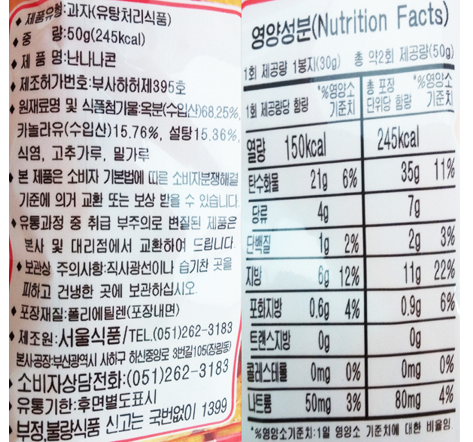 ◆ 제품유형:과자(유탕처리식품)
◆ 중 량:50g(245kcal)
◆ 제 품 명:난나나콘
◆ 제조허가번호:부사하허제395호
◆ 원재료명 및 식품첨가물:옥분(수입산)68.25%,
카놀라유(수입산)15.76%, 설탕15.36%,
식염, 고추가루, 밀가루
◆ 본 제품은 소비자 기본법에 따른 소비자분쟁해결
기준에 의거 교환 또는 보상 받을 수 있습니다.
◆ 유통과정 중 취급 부주의로 변질된 제품은
본사 및 대리점에서 교환하여 드립니다.
◆ 보관상 주의사항:직사광선이나 습기찬 곳을
피하고 건냉한 곳에 보관하십시오.
◆ 포장재질:폴리에틸렌(포장내면)
◆ 제조원:서울식품/TEL.(051)262-3183
본사·공장:부산광역시 사하구 하신중앙로 3번길105(장림동)
◆ 소비자상담전화:(051)262-3183
◆ 유통기한:후면별도표시
◆ 부정,불량식품 신고는 국번없이 1399
영양성분(Nutrition Facts)
1회 제공량 1봉지(30g) 총 약2회 제공량(50g)
1회 제공량당 함량 *%영양소 기준치 총 포장 단위당 함량 *%영양소 기준치
열량 150kcal 245kcal
탄수화물 21g 6% 35g 11%
당류 4g 7g
단백질 1g 2% 2g 3%
지방 6g 12% 11g 22%
포화지방 0.6g 4% 0.9g 6%
트랜스지방 0g 0g
콜레스테롤 0mg 0% 0mg 0%
나트륨 50mg 3% 80mg 4%
*%영양소기준치:1일 영양소 기준치에 대한 비율임